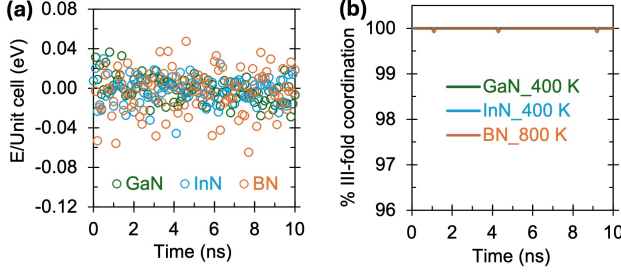 (a)
E/Unit cell (eV)
0.08
0.04
0.00
-0.04
-0.08
-0.12
GaN InN BN
0 2 4 6 8 10
Time (ns)
(b)
% III-fold coordination
100
99
98
97
96
GaN_400 K
InN_400 K
BN_800 K
0 2 4 6 8 10
Time (ns)